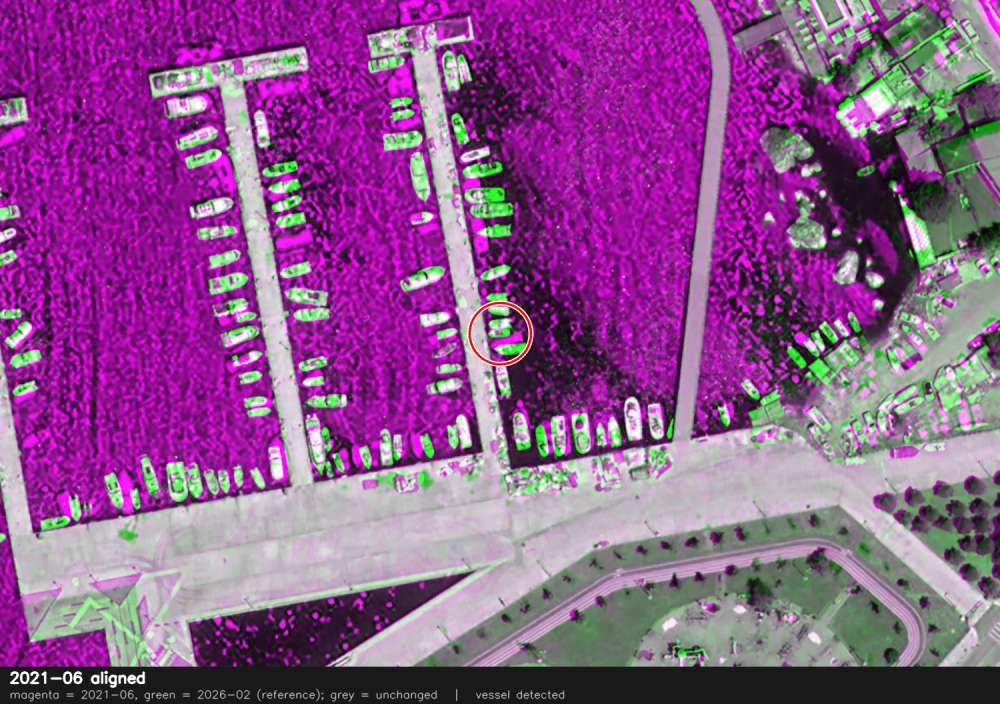 2021-06 aligned
magenta = 2021-06, green = 2026-02 (reference); grey = unchanged | vessel detected